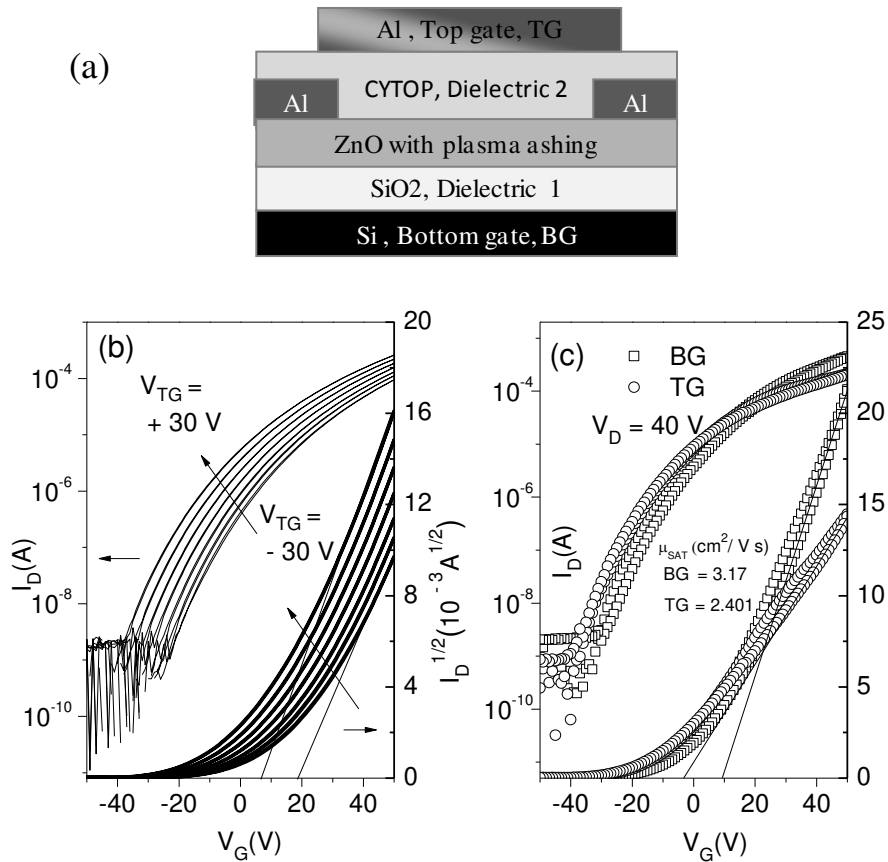 (a)
Al , Top gate, TG
CYTOP, Dielectric 2
Al
Al
ZnO with plasma ashing
SiO2, Dielectric 1
Si , Bottom gate, BG
(b)
V_TG =
+ 30 V
V_TG =
- 30 V
I_D(A)
10^-4
10^-6
10^-8
10^-10
I_D^1/2(10^-3A^1/2)
20
16
12
8
4
0
-40 -20 0 20 40
V_G(V)
(c)
BG
TG
V_D = 40 V
μ_SAT (cm^2/ V s)
BG = 3.17
TG = 2.401
I_D(A)
10^-4
10^-6
10^-8
10^-10
25
20
15
10
5
0
-40 -20 0 20 40
V_G(V)